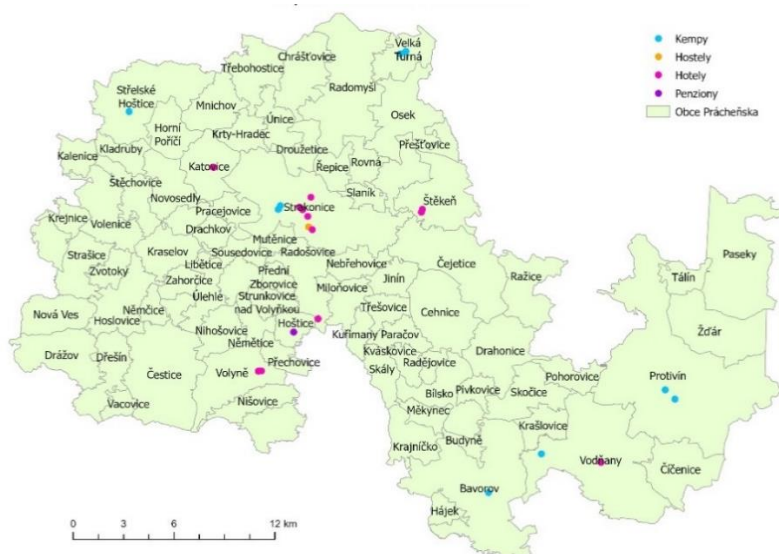 Velká
Turná
Chrášťovice
Třebohostice
Radomyšl
Střelské
Hoštice
Mnichov
Osek
Únice
Horní
Poříčí
Krty-Hradec
Přešťovice
Droužetice
Kladruby
Kalenice
Rovná
Řepice
Katovice
Štěchovice
Slaník
Novosedly
Štěkeň
Strakonice
Pracejovice
Krejnice
Volenice
Drachkov
Mutěnice
Kraselov
Sousedovice
Radošovice
Strašice
Nebřehovice
Čejetice
Paseky
Libětice
Přední
Zborovice
Zvotoky
Jinín
Ražice
Tálín
Zahorčice
Miloňovice
Úlehle
Strunkovice
nad Volyňkou
Nová Ves
Němčice
Třešovice
Cehnice
Hoslovice
Hoštice
Nihošovice
Žďár
Kuřimany
Paračov
Němětice
Drahonice
Kváskovice
Drážov
Dřešín
Přechovice
Skály
Radějovice
Protivín
Čestice
Volyně
Pohorovice
Bílsko
Pivkovice
Skočice
Vacovice
Nišovice
Měkynec
Krašlovice
Budyně
Krajníčko
Vodňany
Číčenice
Bavorov
Hájek
Kempy
Hostely
Hotely
Penziony
Obce Prácheňska
0 3 6 12 km